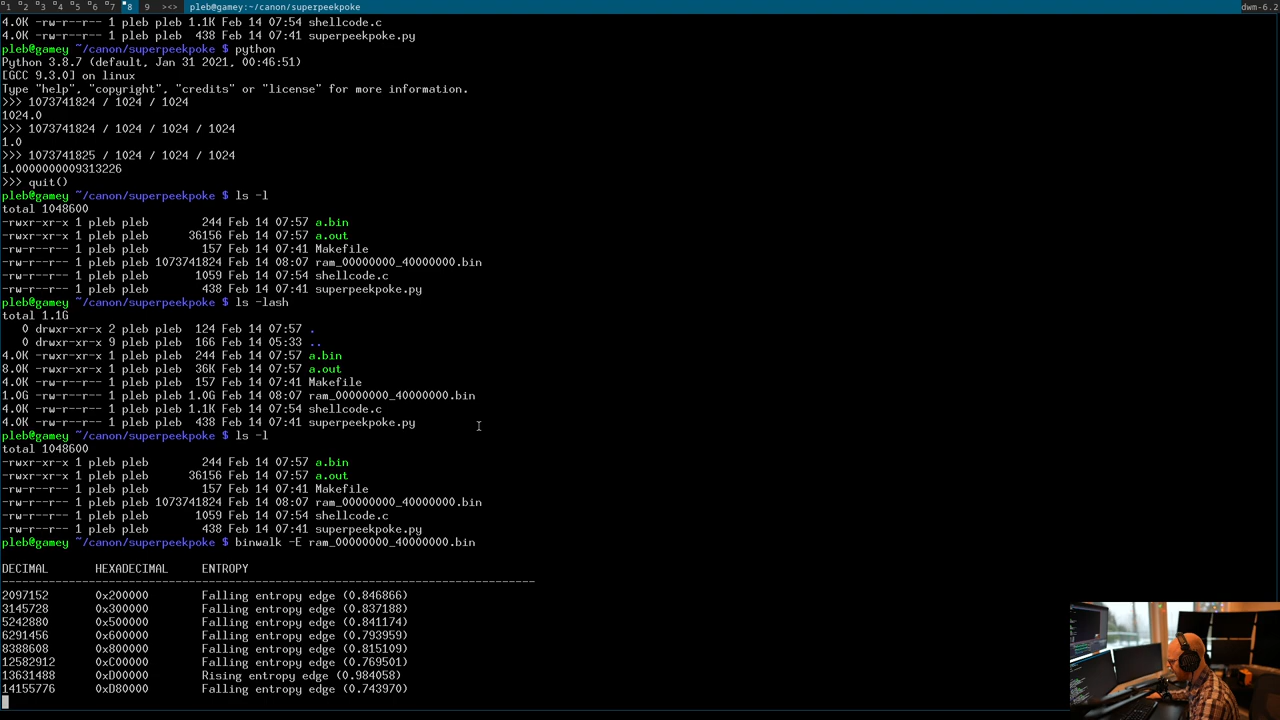 1 2 3 4 5 6 7 8 9 ><> pleb@gamey:~/canon/superpeekpoke dwm-6.2
4.0K -rw-r--r-- 1 pleb pleb 1.1K Feb 14 07:54 shellcode.c
4.0K -rw-r--r-- 1 pleb pleb  438 Feb 14 07:41 superpeekpoke.py
pleb@gamey ~/canon/superpeekpoke $ python
Python 3.8.7 (default, Jan 31 2021, 00:46:51)
[GCC 9.3.0] on linux
Type "help", "copyright", "credits" or "license" for more information.
>>> 1073741824 / 1024 / 1024
1024.0
>>> 1073741824 / 1024 / 1024 / 1024
1.0
>>> 1073741825 / 1024 / 1024 / 1024
1.0000000009313226
>>> quit()
pleb@gamey ~/canon/superpeekpoke $ ls -l
total 1048600
-rwxr-xr-x 1 pleb pleb        244 Feb 14 07:57 a.bin
-rwxr-xr-x 1 pleb pleb      36156 Feb 14 07:57 a.out
-rw-r--r-- 1 pleb pleb        157 Feb 14 07:41 Makefile
-rw-r--r-- 1 pleb pleb 1073741824 Feb 14 08:07 ram_00000000_40000000.bin
-rw-r--r-- 1 pleb pleb       1059 Feb 14 07:54 shellcode.c
-rw-r--r-- 1 pleb pleb        438 Feb 14 07:41 superpeekpoke.py
pleb@gamey ~/canon/superpeekpoke $ ls -lash
total 1.1G
   0 drwxr-xr-x 2 pleb pleb  124 Feb 14 07:57 .
   0 drwxr-xr-x 9 pleb pleb  166 Feb 14 05:33 ..
4.0K -rwxr-xr-x 1 pleb pleb  244 Feb 14 07:57 a.bin
8.0K -rwxr-xr-x 1 pleb pleb  36K Feb 14 07:57 a.out
4.0K -rw-r--r-- 1 pleb pleb  157 Feb 14 07:41 Makefile
1.0G -rw-r--r-- 1 pleb pleb 1.0G Feb 14 08:07 ram_00000000_40000000.bin
4.0K -rw-r--r-- 1 pleb pleb 1.1K Feb 14 07:54 shellcode.c
4.0K -rw-r--r-- 1 pleb pleb  438 Feb 14 07:41 superpeekpoke.py
pleb@gamey ~/canon/superpeekpoke $ ls -l
total 1048600
-rwxr-xr-x 1 pleb pleb        244 Feb 14 07:57 a.bin
-rwxr-xr-x 1 pleb pleb      36156 Feb 14 07:57 a.out
-rw-r--r-- 1 pleb pleb        157 Feb 14 07:41 Makefile
-rw-r--r-- 1 pleb pleb 1073741824 Feb 14 08:07 ram_00000000_40000000.bin
-rw-r--r-- 1 pleb pleb       1059 Feb 14 07:54 shellcode.c
-rw-r--r-- 1 pleb pleb        438 Feb 14 07:41 superpeekpoke.py
pleb@gamey ~/canon/superpeekpoke $ binwalk -E ram_00000000_40000000.bin
DECIMAL       HEXADECIMAL     ENTROPY
--------------------------------------------------------------------------------
2097152       0x200000        Falling entropy edge (0.846866)
3145728       0x300000        Falling entropy edge (0.837188)
5242880       0x500000        Falling entropy edge (0.841174)
6291456       0x600000        Falling entropy edge (0.793959)
8388608       0x800000        Falling entropy edge (0.815109)
12582912      0xC00000        Falling entropy edge (0.769501)
13631488      0xD00000        Rising entropy edge (0.984058)
14155776      0xD80000        Falling entropy edge (0.743970)